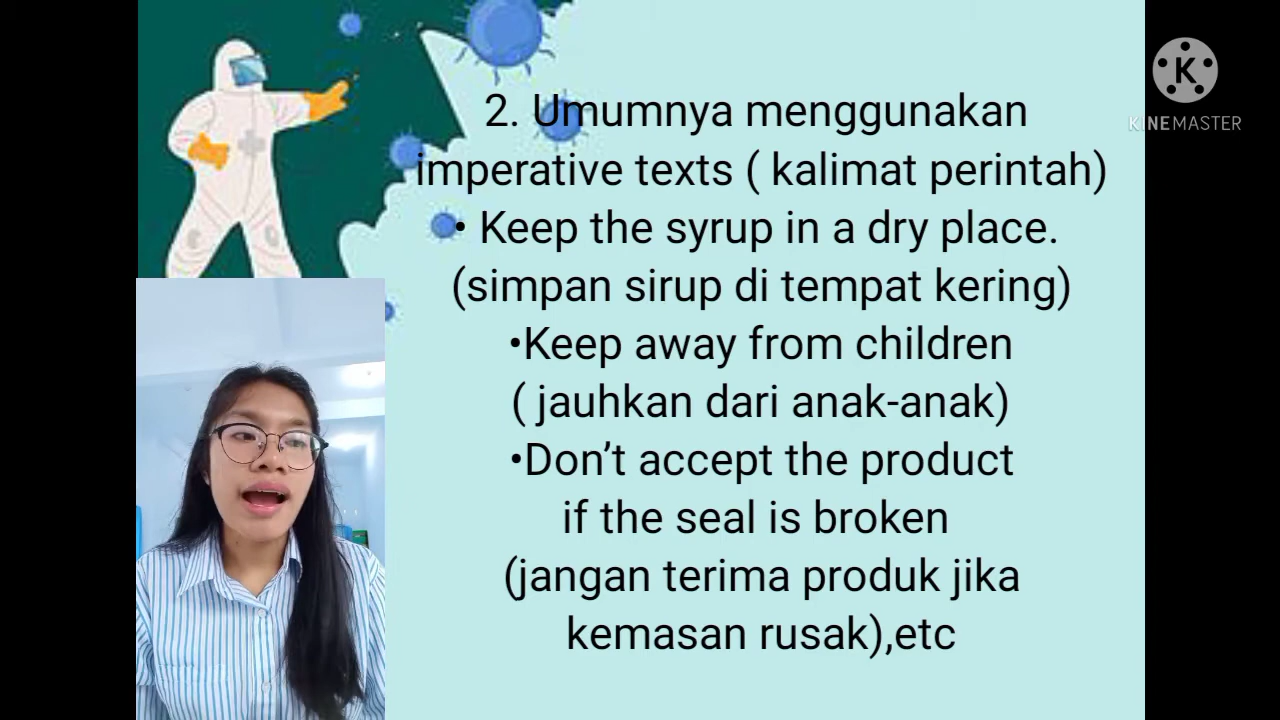 2. Umumnya menggunakan
imperative texts ( kalimat perintah)
• Keep the syrup in a dry place.
(simpan sirup di tempat kering)
•Keep away from children
( jauhkan dari anak-anak)
•Don’t accept the product
if the seal is broken
(jangan terima produk jika
kemasan rusak),etc
K
KINEMASTER